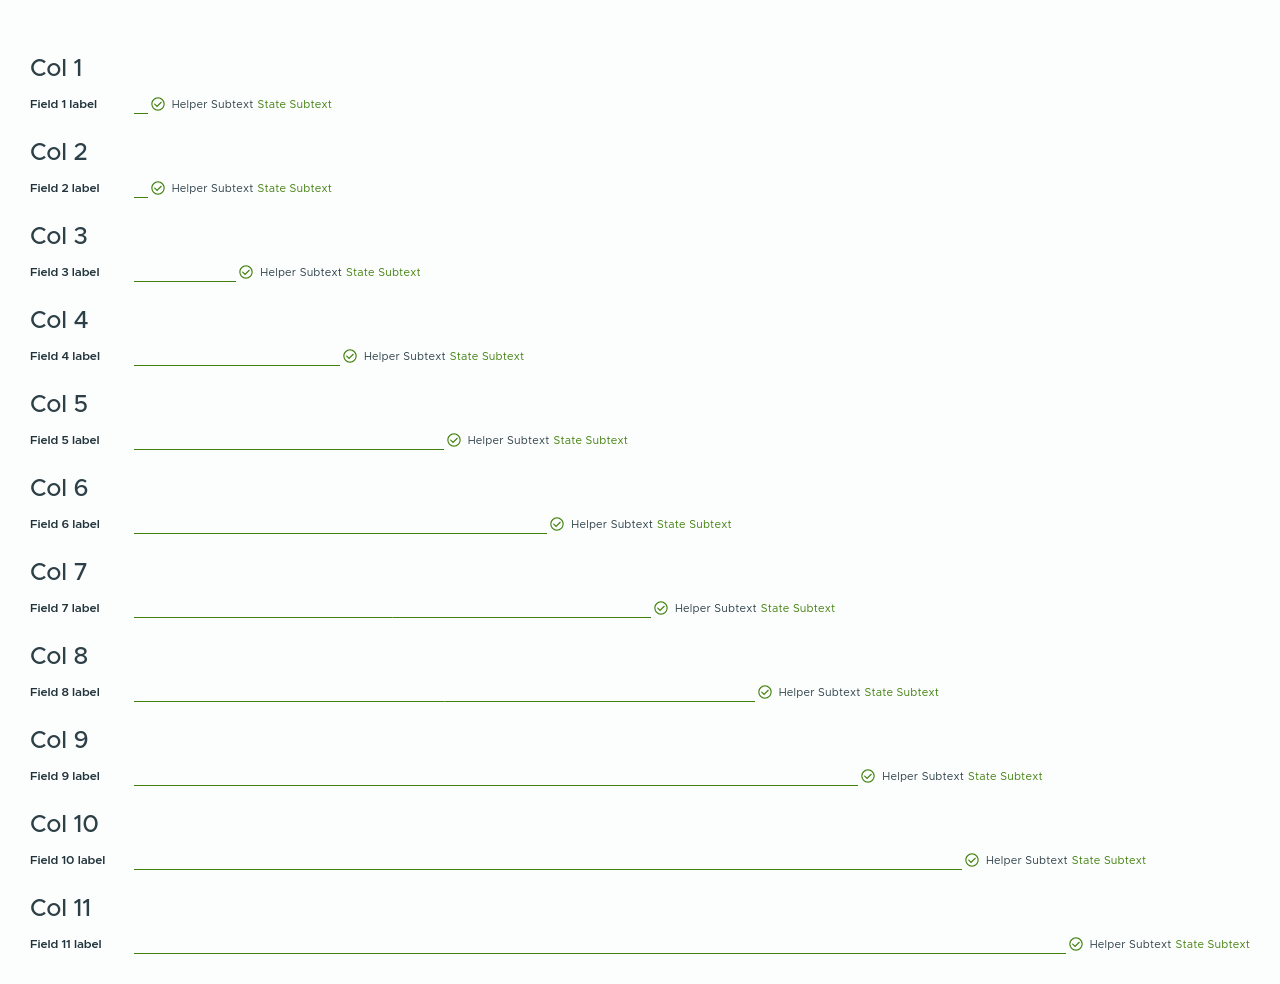 Col 1
Field 1 label Helper Subtext State Subtext
Col 2
Field 2 label Helper Subtext State Subtext
Col 3
Field 3 label Helper Subtext State Subtext
Col 4
Field 4 label Helper Subtext State Subtext
Col 5
Field 5 label Helper Subtext State Subtext
Col 6
Field 6 label Helper Subtext State Subtext
Col 7
Field 7 label Helper Subtext State Subtext
Col 8
Field 8 label Helper Subtext State Subtext
Col 9
Field 9 label Helper Subtext State Subtext
Col 10
Field 10 label Helper Subtext State Subtext
Col 11
Field 11 label Helper Subtext State Subtext